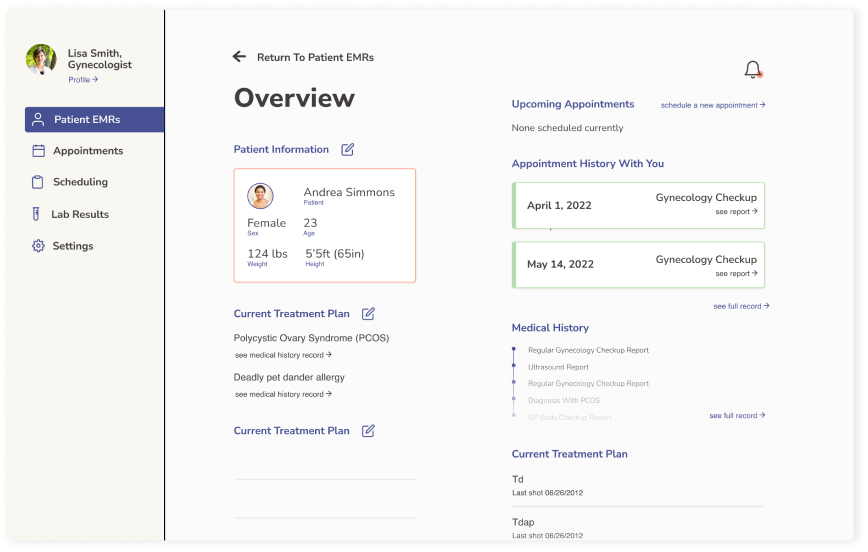 Lisa Smith,
Gynecologist
Profile →
Patient EMRs
Appointments
Scheduling
Lab Results
Settings
← Return To Patient EMRs
Overview
Patient Information
Andrea Simmons
Patient
Female 23
Sex Age
124 lbs 5'5ft (65in)
Weight Height
Current Treatment Plan
Polycystic Ovary Syndrome (PCOS)
see medical history record →
Deadly pet dander allergy
see medical history record →
Current Treatment Plan
Upcoming Appointments schedule a new appointment →
None scheduled currently
Appointment History With You
April 1, 2022 Gynecology Checkup
see report →
May 14, 2022 Gynecology Checkup
see report →
see full record →
Medical History
Regular Gynecology Checkup Report
Ultrasound Report
Regular Gynecology Checkup Report
Diagnosis With PCOS
GP Body Checkup Report
see full record →
Current Treatment Plan
Td
Last shot 06/26/2012
Tdap
Last shot 06/26/2012